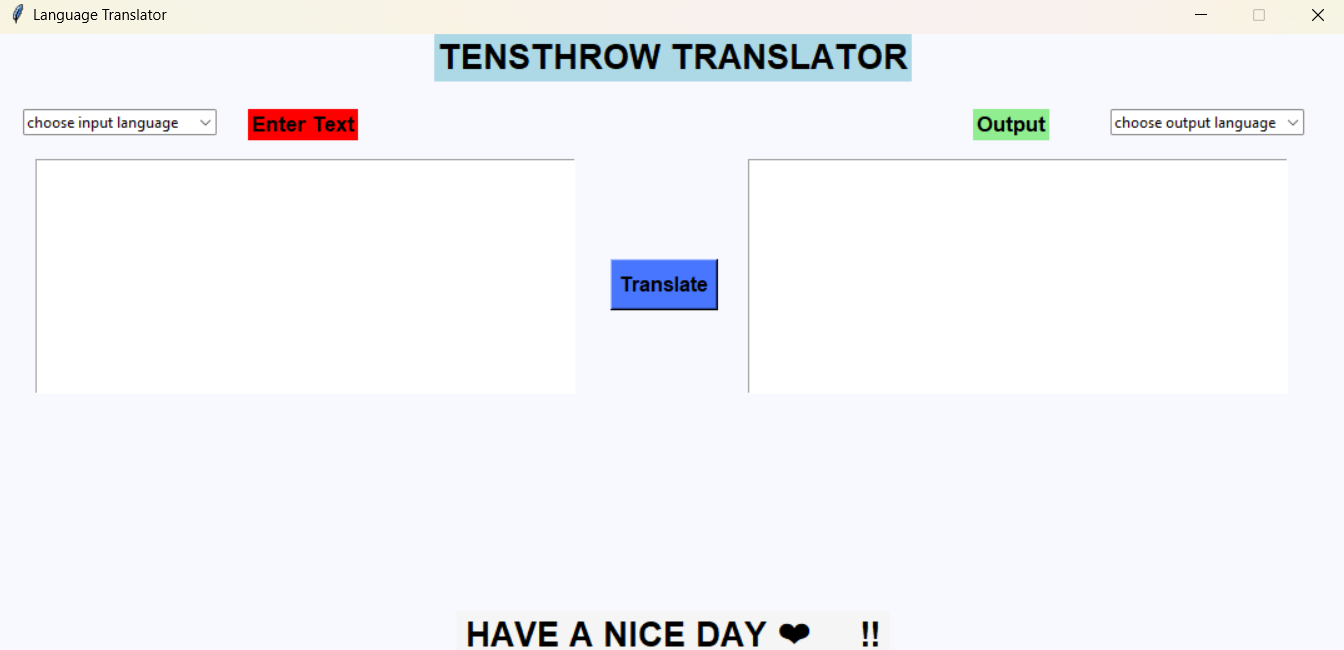 Language Translator
TENSTHROW TRANSLATOR
choose input language
Enter Text
Output
choose output language
Translate
HAVE A NICE DAY ❤ !!